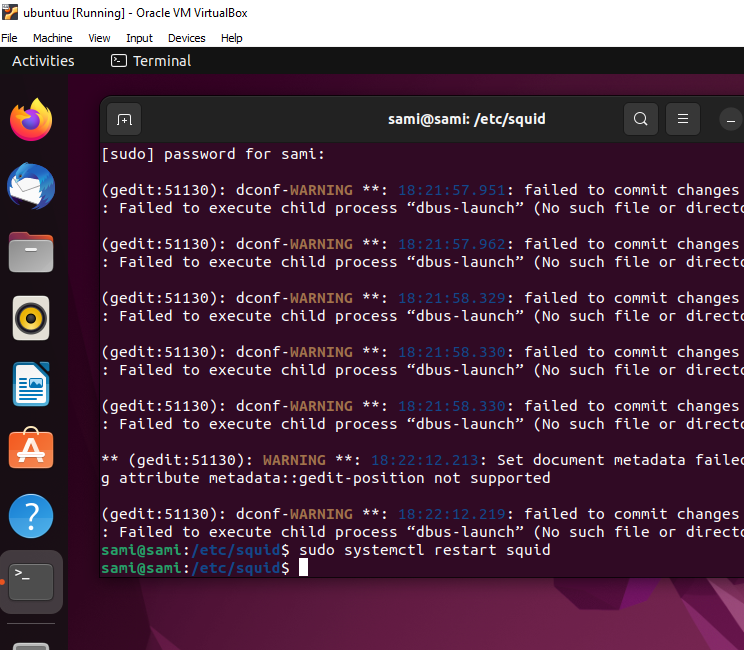 ubuntuu [Running] - Oracle VM VirtualBox
File Machine View Input Devices Help
Activities Terminal
sami@sami: /etc/squid
[sudo] password for sami:
(gedit:51130): dconf-WARNING **: 18:21:57.951: failed to commit changes
: Failed to execute child process “dbus-launch” (No such file or directo
(gedit:51130): dconf-WARNING **: 18:21:57.962: failed to commit changes
: Failed to execute child process “dbus-launch” (No such file or directo
(gedit:51130): dconf-WARNING **: 18:21:58.329: failed to commit changes
: Failed to execute child process “dbus-launch” (No such file or directo
(gedit:51130): dconf-WARNING **: 18:21:58.330: failed to commit changes
: Failed to execute child process “dbus-launch” (No such file or directo
(gedit:51130): dconf-WARNING **: 18:21:58.330: failed to commit changes
: Failed to execute child process “dbus-launch” (No such file or directo
** (gedit:51130): WARNING **: 18:22:12.213: Set document metadata failed
g attribute metadata::gedit-position not supported
(gedit:51130): dconf-WARNING **: 18:22:12.219: failed to commit changes
: Failed to execute child process “dbus-launch” (No such file or directo
sami@sami:/etc/squid$ sudo systemctl restart squid
sami@sami:/etc/squid$